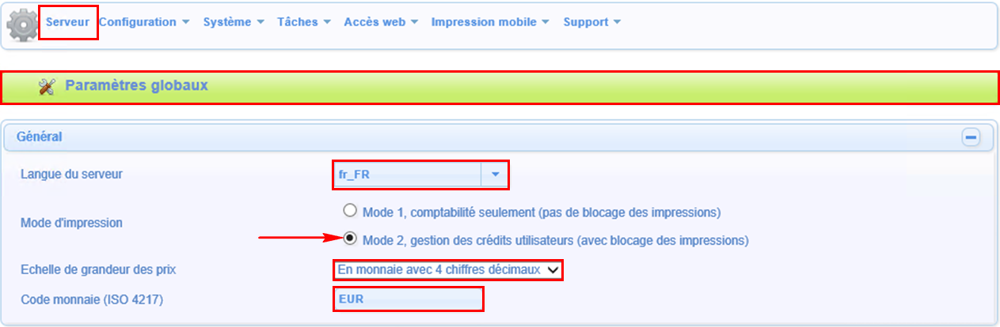 Serveur Configuration Système Tâches Accès web Impression mobile Support
Paramètres globaux
Général
Langue du serveur fr_FR
Mode d'impression
Mode 1, comptabilité seulement (pas de blocage des impressions)
Mode 2, gestion des crédits utilisateurs (avec blocage des impressions)
Echelle de grandeur des prix En monnaie avec 4 chiffres décimaux
Code monnaie (ISO 4217) EUR